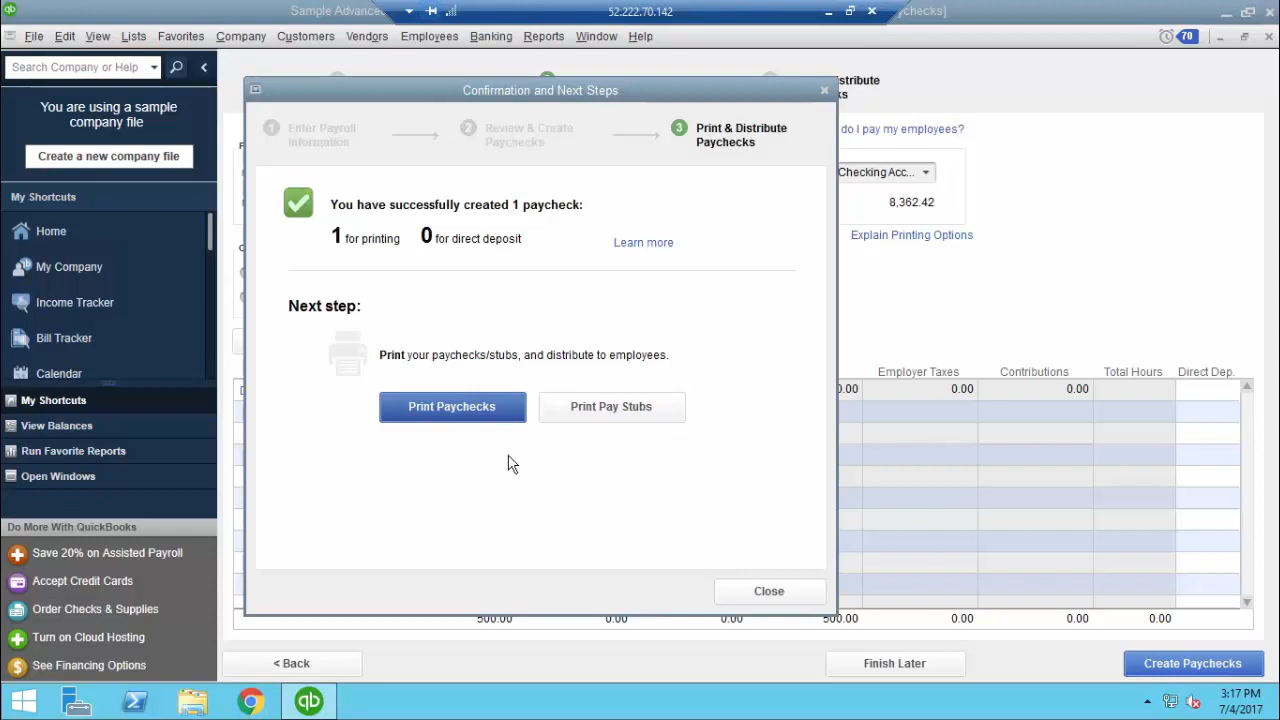 Sample Advance
52.222.70.142
ychecks]
File Edit View Lists Favorites Company Customers Vendors Employees Banking Reports Window Help
70
Search Company or Help
You are using a sample
company file
Create a new company file
My Shortcuts
Home
My Company
Income Tracker
Bill Tracker
Calendar
My Shortcuts
View Balances
Run Favorite Reports
Open Windows
Do More With QuickBooks
Save 20% on Assisted Payroll
Accept Credit Cards
Order Checks & Supplies
Turn on Cloud Hosting
See Financing Options
Confirmation and Next Steps
1 Enter Payroll
Information
2 Review & Create
Paychecks
3 Print & Distribute
Paychecks
You have successfully created 1 paycheck:
1 for printing 0 for direct deposit
Learn more
Next step:
Print your paychecks/stubs, and distribute to employees.
Print Paychecks
Print Pay Stubs
Close
stribute
ks
do I pay my employees?
Checking Acc...
8,362.42
Explain Printing Options
Employer Taxes Contributions Total Hours Direct Dep.
0.00 0.00 0.00
500.00 0.00 0.00 500.00 0.00 0.00 0.00
< Back
Finish Later
Create Paychecks
qb
3:17 PM
7/4/2017